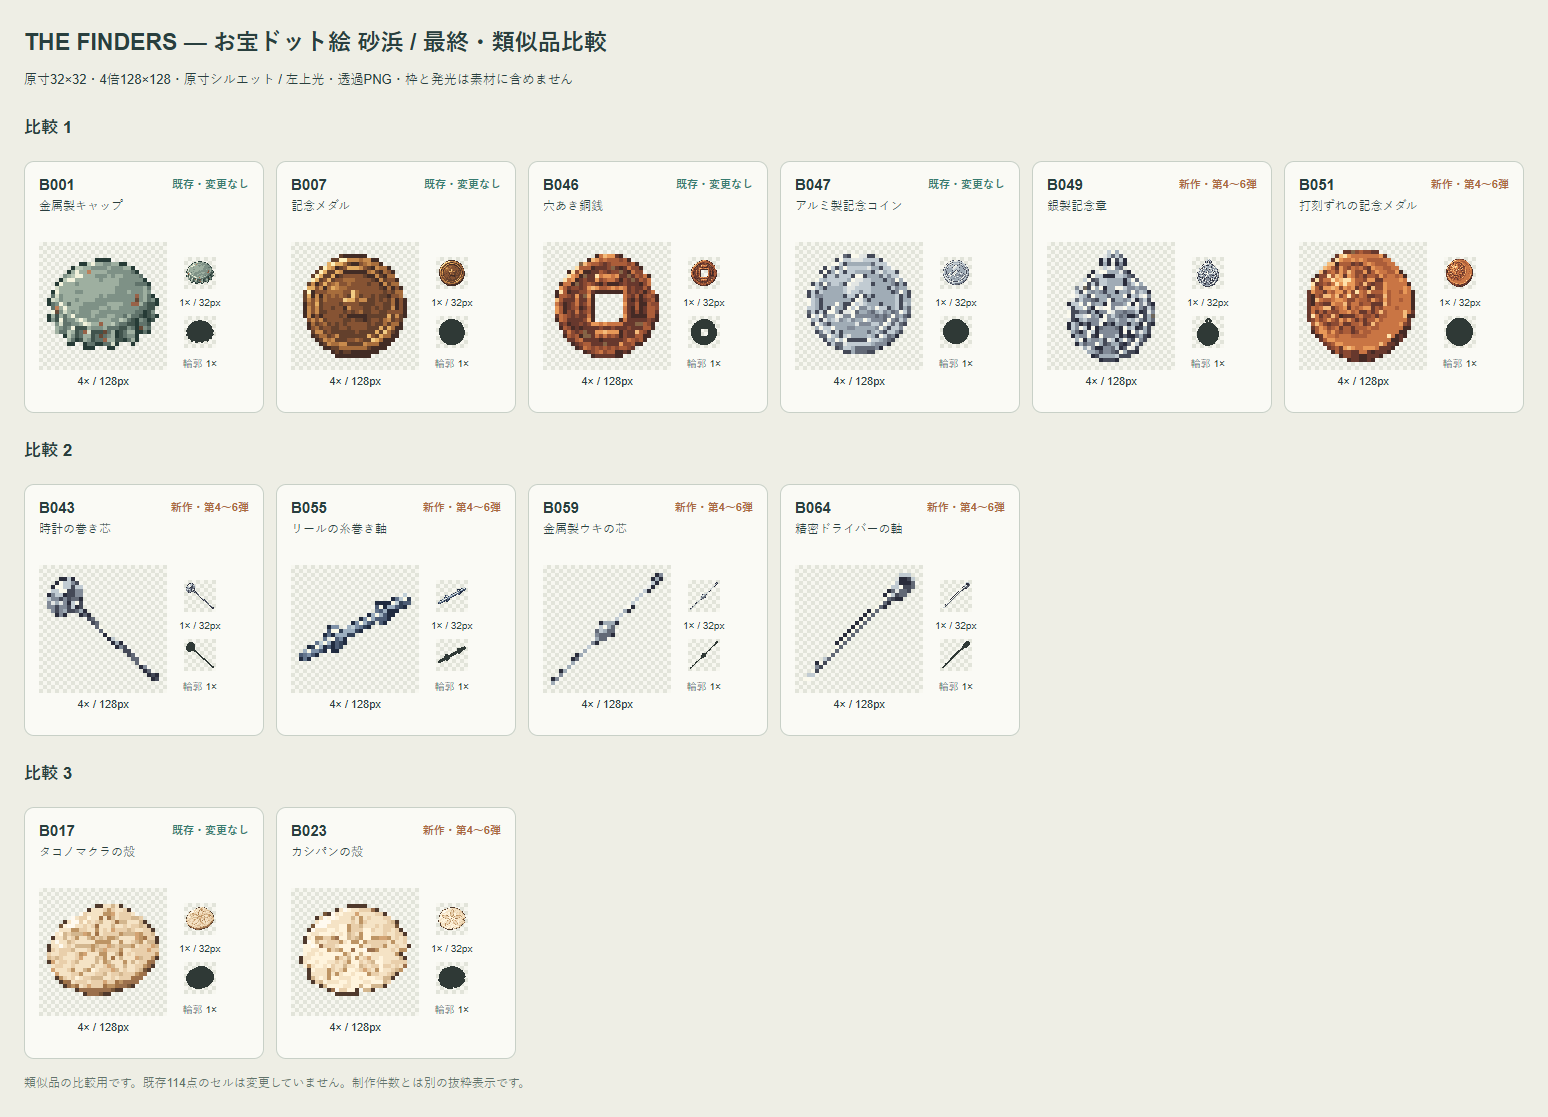 THE FINDERS — お宝ドット絵 砂浜 / 最終・類似品比較
原寸32×32・4倍128×128・原寸シルエット / 左上光・透過PNG・枠と発光は素材に含めません
比較 1
B001 既存・変更なし
金属製キャップ
1× / 32px
輪郭 1×
4× / 128px
B007 既存・変更なし
記念メダル
1× / 32px
輪郭 1×
4× / 128px
B046 既存・変更なし
穴あき銅銭
1× / 32px
輪郭 1×
4× / 128px
B047 既存・変更なし
アルミ製記念コイン
1× / 32px
輪郭 1×
4× / 128px
B049 新作・第4～6弾
銀製記念章
1× / 32px
輪郭 1×
4× / 128px
B051 新作・第4～6弾
打刻ずれの記念メダル
1× / 32px
輪郭 1×
4× / 128px
比較 2
B043 新作・第4～6弾
時計の巻き芯
1× / 32px
輪郭 1×
4× / 128px
B055 新作・第4～6弾
リールの糸巻き軸
1× / 32px
輪郭 1×
4× / 128px
B059 新作・第4～6弾
金属製ウキの芯
1× / 32px
輪郭 1×
4× / 128px
B064 新作・第4～6弾
精密ドライバーの軸
1× / 32px
輪郭 1×
4× / 128px
比較 3
B017 既存・変更なし
タコノマクラの殻
1× / 32px
輪郭 1×
4× / 128px
B023 新作・第4～6弾
カシパンの殻
1× / 32px
輪郭 1×
4× / 128px
類似品の比較用です。既存114点のセルは変更していません。制作件数とは別の抜粋表示です。